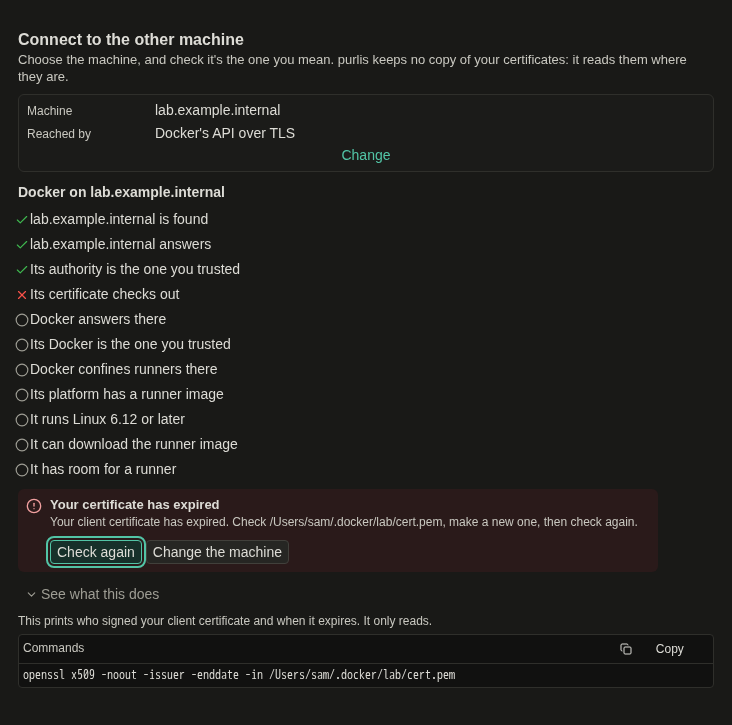 Connect to the other machine
Choose the machine, and check it's the one you mean. purlis keeps no copy of your certificates: it reads them where
they are.
Machine lab.example.internal
Reached by Docker's API over TLS
Change
Docker on lab.example.internal
lab.example.internal is found
lab.example.internal answers
Its authority is the one you trusted
Its certificate checks out
Docker answers there
Its Docker is the one you trusted
Docker confines runners there
Its platform has a runner image
It runs Linux 6.12 or later
It can download the runner image
It has room for a runner
Your certificate has expired
Your client certificate has expired. Check /Users/sam/.docker/lab/cert.pem, make a new one, then check again.
Check again Change the machine
See what this does
This prints who signed your client certificate and when it expires. It only reads.
Commands Copy
openssl x509 -noout -issuer -enddate -in /Users/sam/.docker/lab/cert.pem